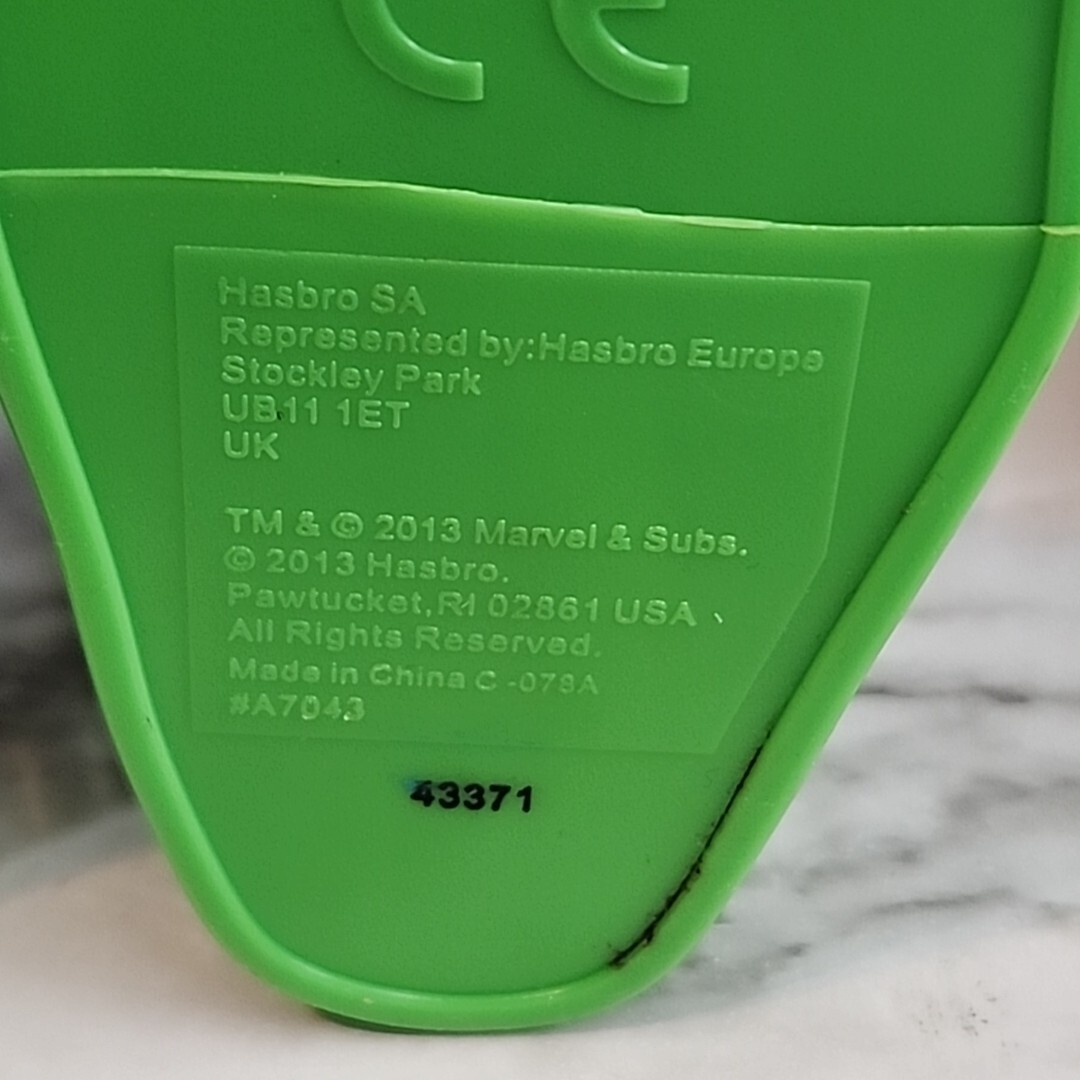 CE
Hasbro SA
Represented by:Hasbro Europe
Stockley Park
UB11 1ET
UK
TM & © 2013 Marvel & Subs.
© 2013 Hasbro.
Pawtucket,RI 02861 USA
All Rights Reserved.
Made in China C -078A
#A7043
43371